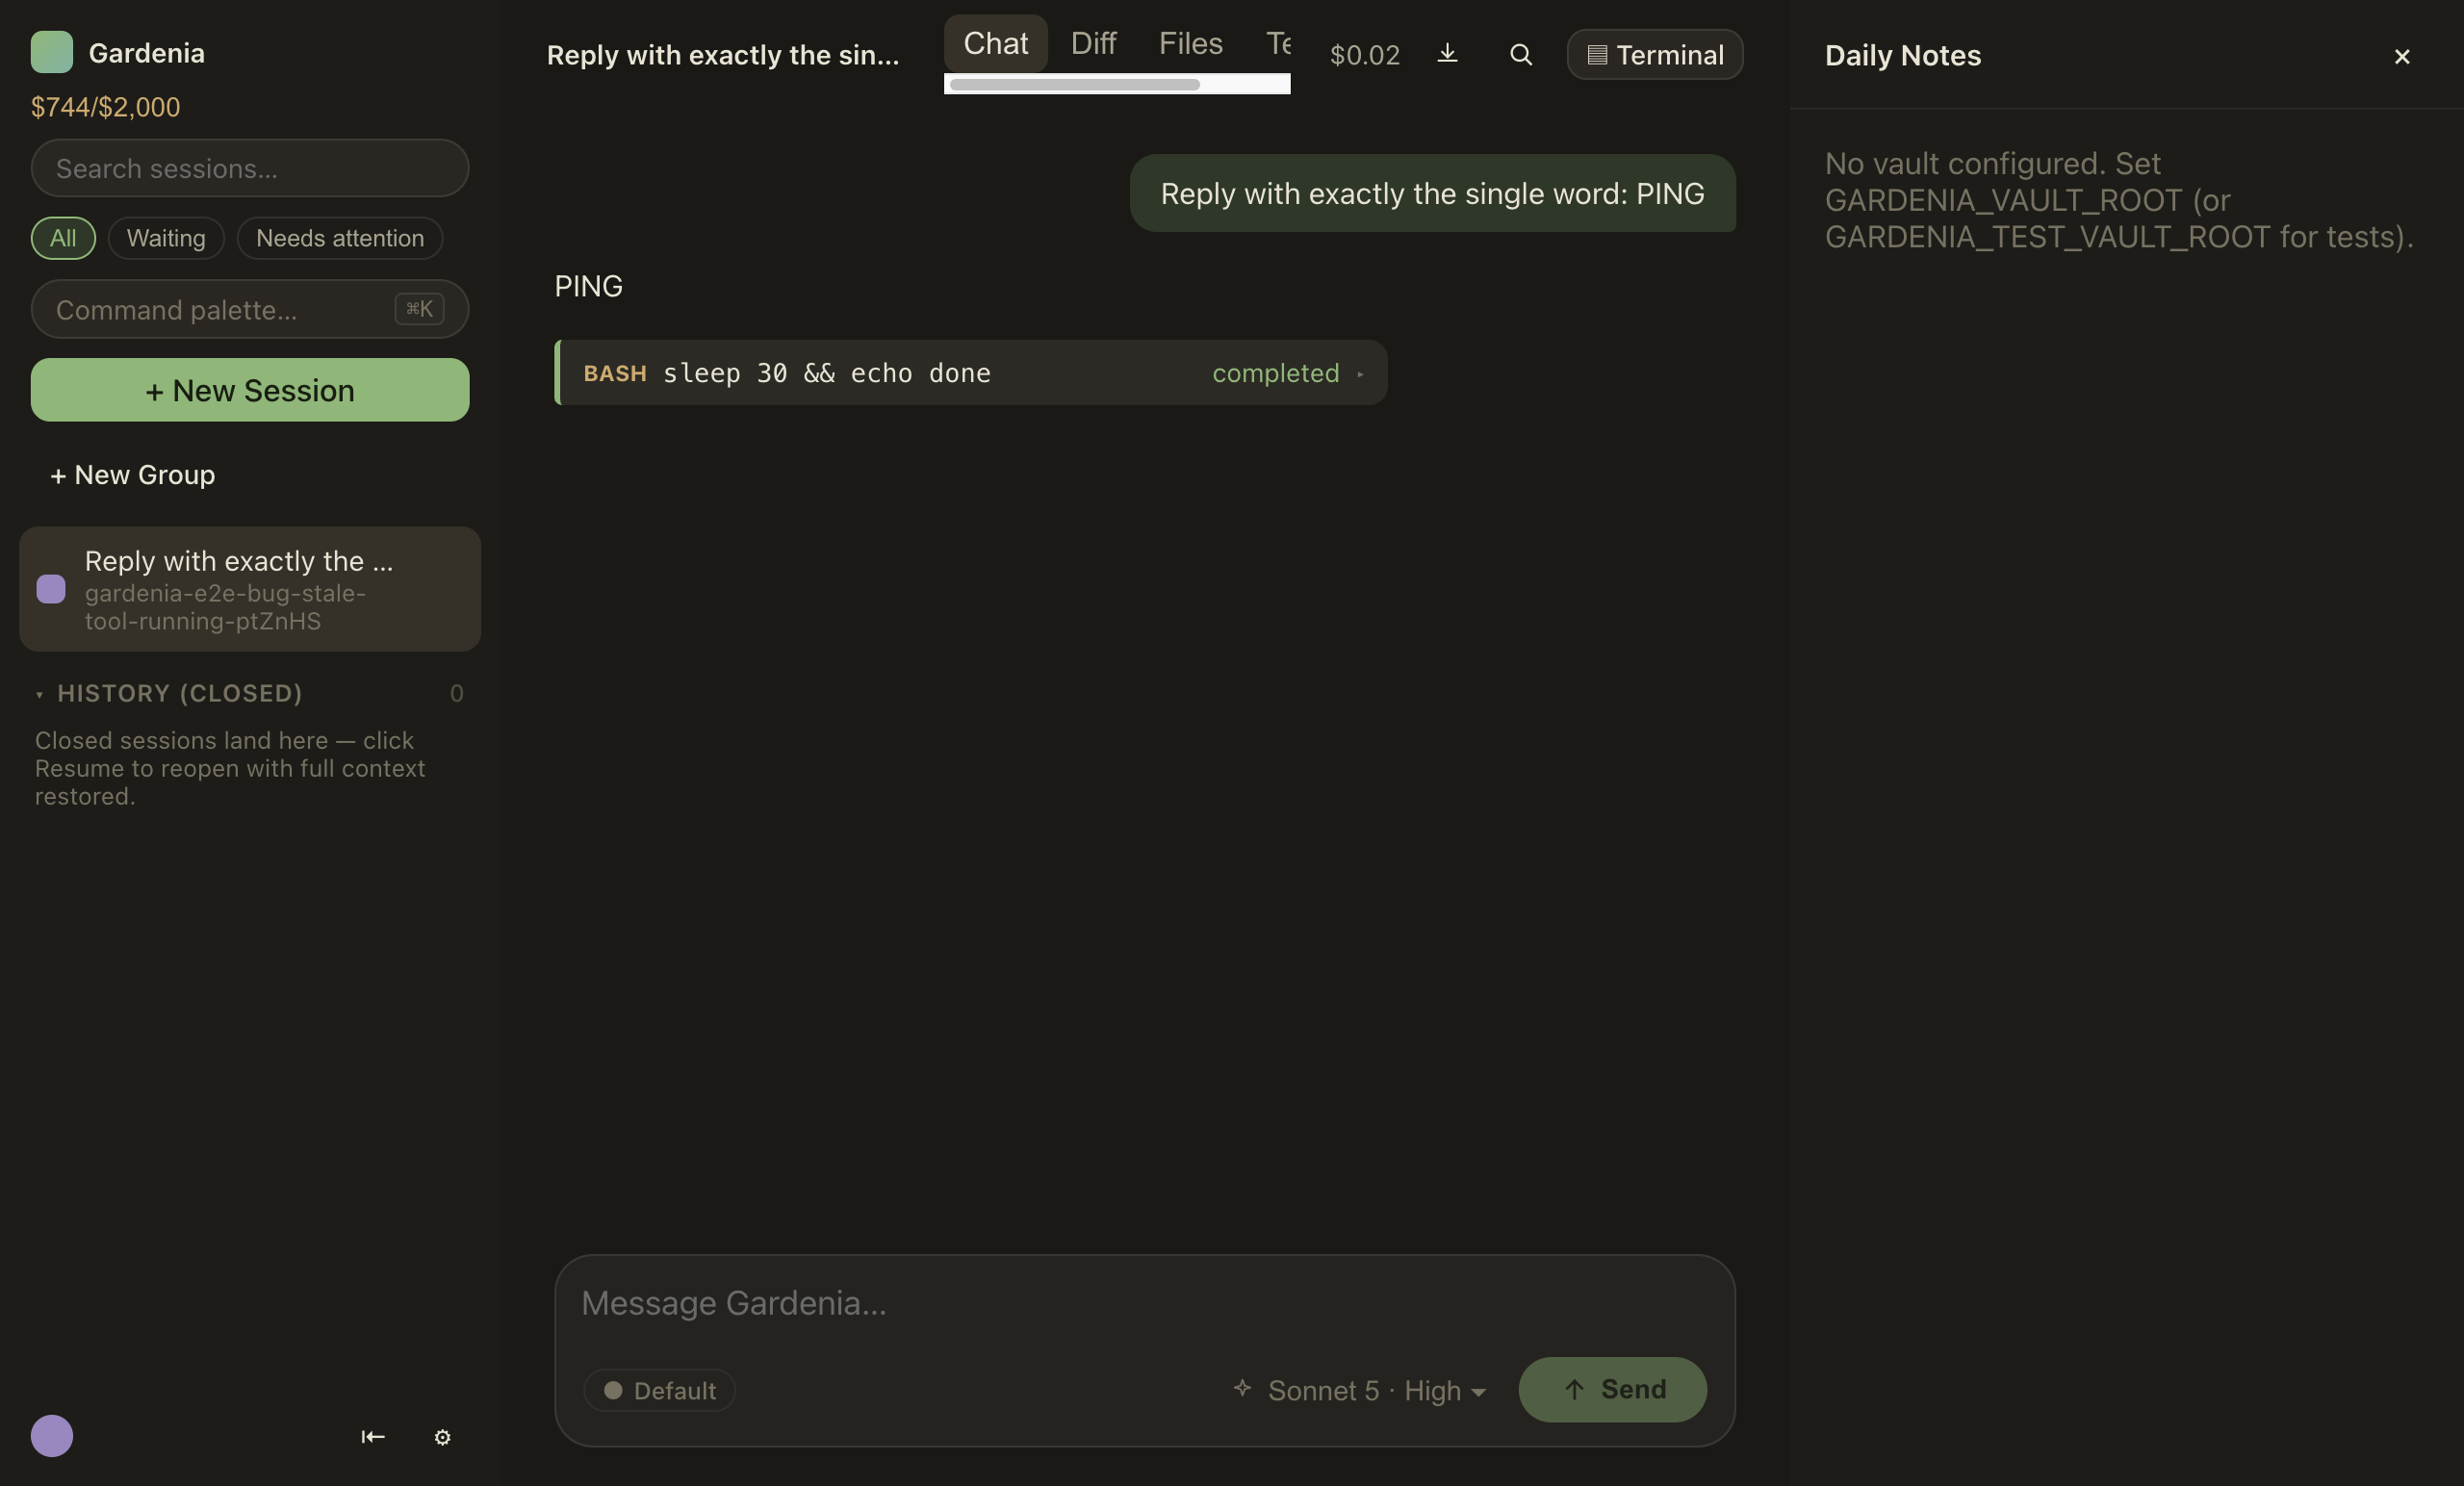 Gardenia
$744/$2,000
Search sessions...
All
Waiting
Needs attention
Command palette...
⌘K
+ New Session
+ New Group
Reply with exactly the ...
gardenia-e2e-bug-stale-
tool-running-ptZnHS
▾ HISTORY (CLOSED) 0
Closed sessions land here — click
Resume to reopen with full context
restored.
Reply with exactly the sin...
Chat
Diff
Files
Te
$0.02
Terminal
Reply with exactly the single word: PING
PING
BASH sleep 30 && echo done completed ▸
Message Gardenia...
Default
Sonnet 5 · High
↑ Send
Daily Notes
×
No vault configured. Set
GARDENIA_VAULT_ROOT (or
GARDENIA_TEST_VAULT_ROOT for tests).